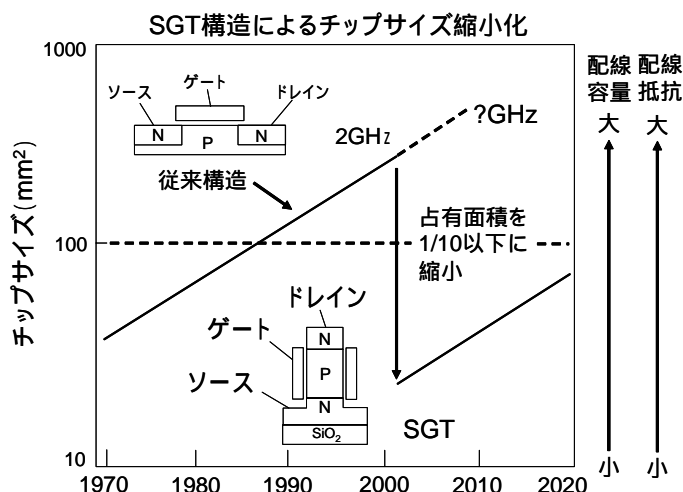 SGT構造によるチップサイズ縮小化
1000
配線
容量
大
配線
抵抗
大
ゲート
ソース
ドレイン
N
P
N
2GHz
?GHz
従来構造
チップサイズ(mm²)
100
占有面積を
1/10以下に
縮小
ドレイン
ゲート
N
P
ソース
N
SiO₂
SGT
10
小
小
1970
1980
1990
2000
2010
2020